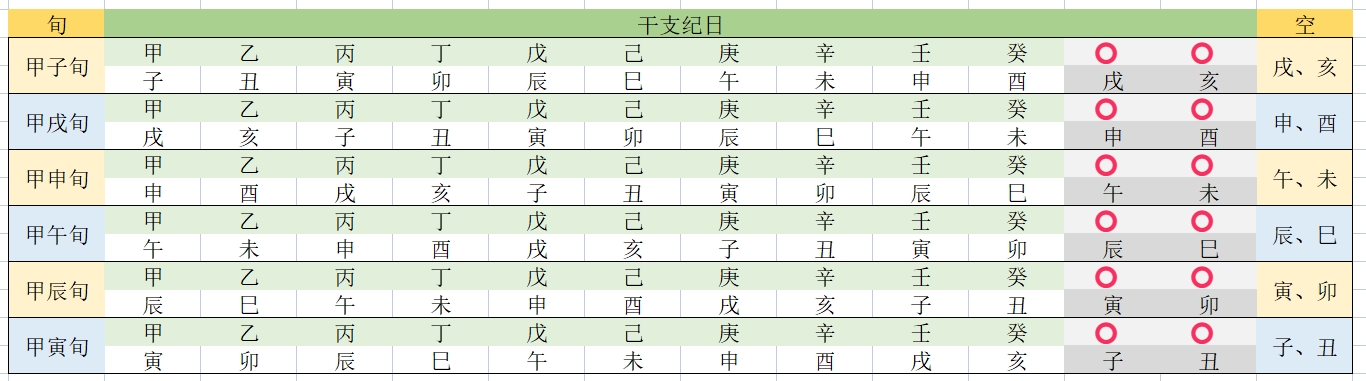 旬 干支纪日 空
甲子旬 甲 乙 丙 丁 戊 己 庚 辛 壬 癸 戌、亥
子 丑 寅 卯 辰 巳 午 未 申 酉 戌 亥
甲戌旬 甲 乙 丙 丁 戊 己 庚 辛 壬 癸 申、酉
戌 亥 子 丑 寅 卯 辰 巳 午 未 申 酉
甲申旬 甲 乙 丙 丁 戊 己 庚 辛 壬 癸 午、未
申 酉 戌 亥 子 丑 寅 卯 辰 巳 午 未
甲午旬 甲 乙 丙 丁 戊 己 庚 辛 壬 癸 辰、巳
午 未 申 酉 戌 亥 子 丑 寅 卯 辰 巳
甲辰旬 甲 乙 丙 丁 戊 己 庚 辛 壬 癸 寅、卯
辰 巳 午 未 申 酉 戌 亥 子 丑 寅 卯
甲寅旬 甲 乙 丙 丁 戊 己 庚 辛 壬 癸 子、丑
寅 卯 辰 巳 午 未 申 酉 戌 亥 子 丑